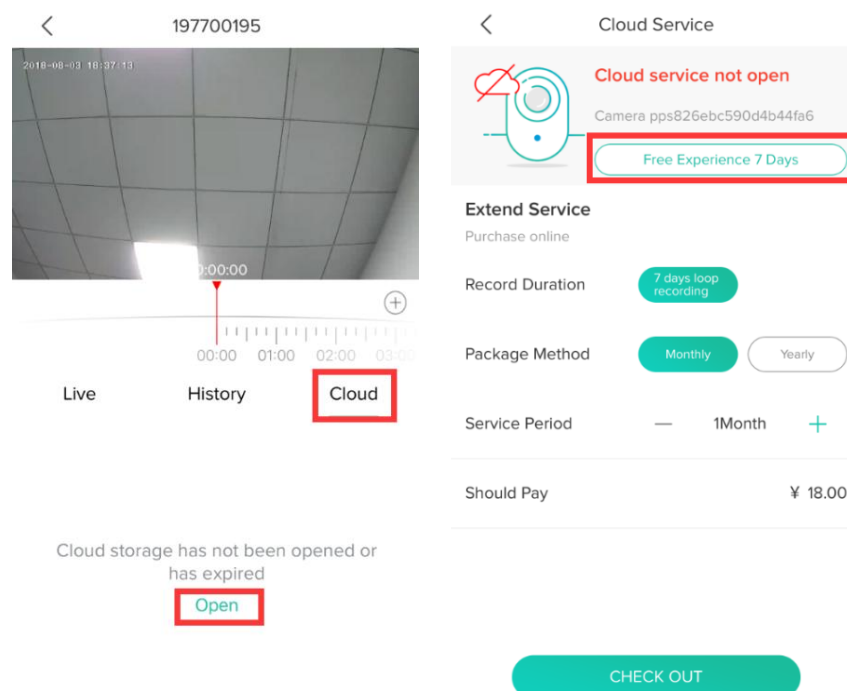 197700195
2018-08-03 18:37:13
0:00:00
00:00 01:00 02:00 03:00
Live History Cloud
Cloud storage has not been opened or
has expired
Open
Cloud Service
Cloud service not open
Camera pps826ebc590d4b44fa6
Free Experience 7 Days
Extend Service
Purchase online
Record Duration
7 days loop
recording
Package Method
Monthly
Yearly
Service Period
— 1Month +
Should Pay
¥ 18.00
CHECK OUT